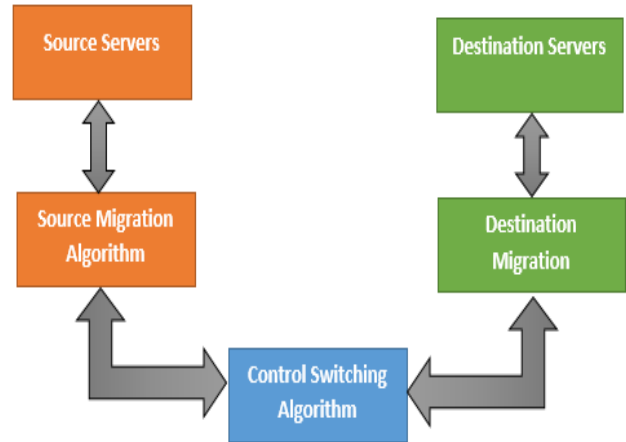 Source Servers
Destination Servers
Source Migration
Algorithm
Destination
Migration
Control Switching
Algorithm